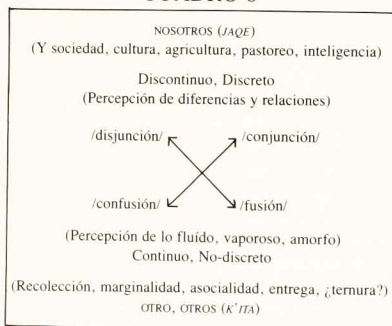 CUADRO 6
NOSOTROS (JAQE)
(Y sociedad, cultura, agricultura, pastoreo, inteligencia)
Discontinuo, Discreto
(Percepción de diferencias y relaciones)
/disjunción/ /conjunción/
/confusión/ /fusión/
(Percepción de lo fluído, vaporoso, amorfo)
Continuo, No-discreto
(Recolección, marginalidad, asocialidad, entrega, ¿ternura?)
OTRO, OTROS (K'ITA)